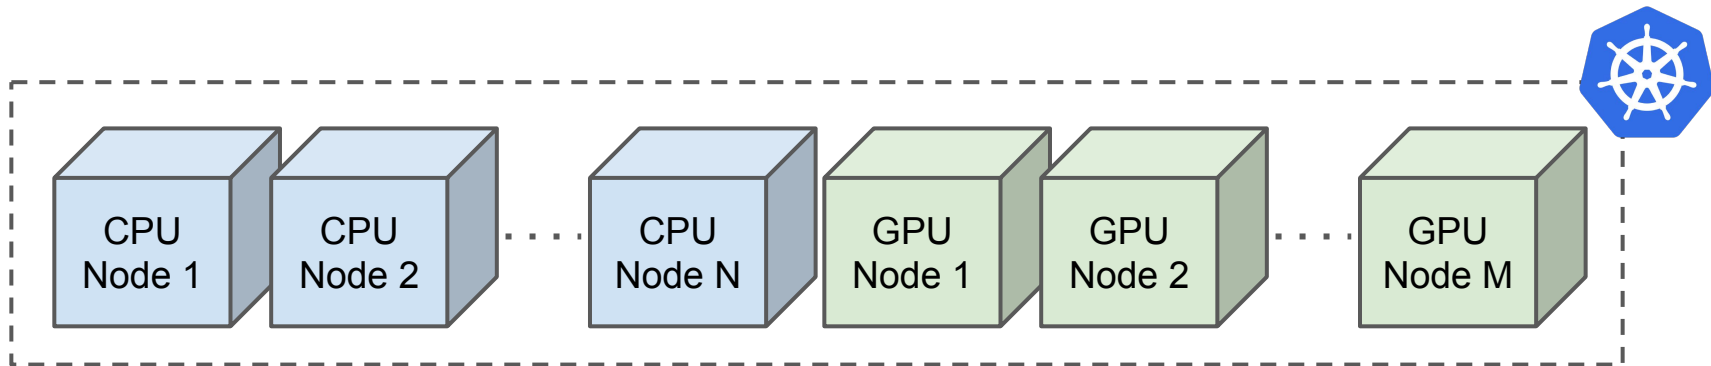 CPU
Node 1
CPU
Node 2
CPU
Node N
GPU
Node 1
GPU
Node 2
GPU
Node M